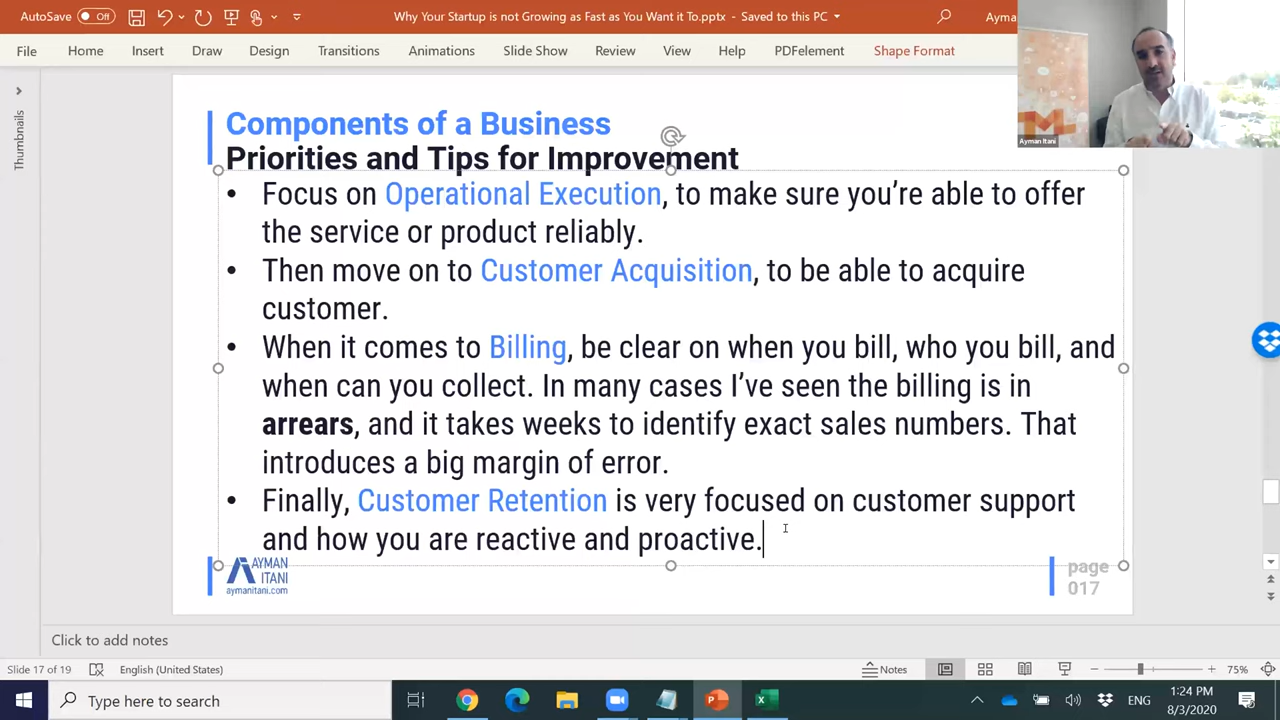 AutoSave Off
Why Your Startup is not Growing as Fast as You Want it To.pptx - Saved to this PC
Ayma
File Home Insert Draw Design Transitions Animations Slide Show Review View Help PDFelement Shape Format
Ayman Itani
Thumbnails
Components of a Business
Priorities and Tips for Improvement
• Focus on Operational Execution, to make sure you're able to offer
the service or product reliably.
• Then move on to Customer Acquisition, to be able to acquire
customer.
• When it comes to Billing, be clear on when you bill, who you bill, and
when can you collect. In many cases I've seen the billing is in
arrears, and it takes weeks to identify exact sales numbers. That
introduces a big margin of error.
• Finally, Customer Retention is very focused on customer support
and how you are reactive and proactive.
AYMAN
ITANI
aymanitani.com
page
017
Click to add notes
Slide 17 of 19 English (United States) Notes 75%
Type here to search
ENG
1:24 PM
8/3/2020